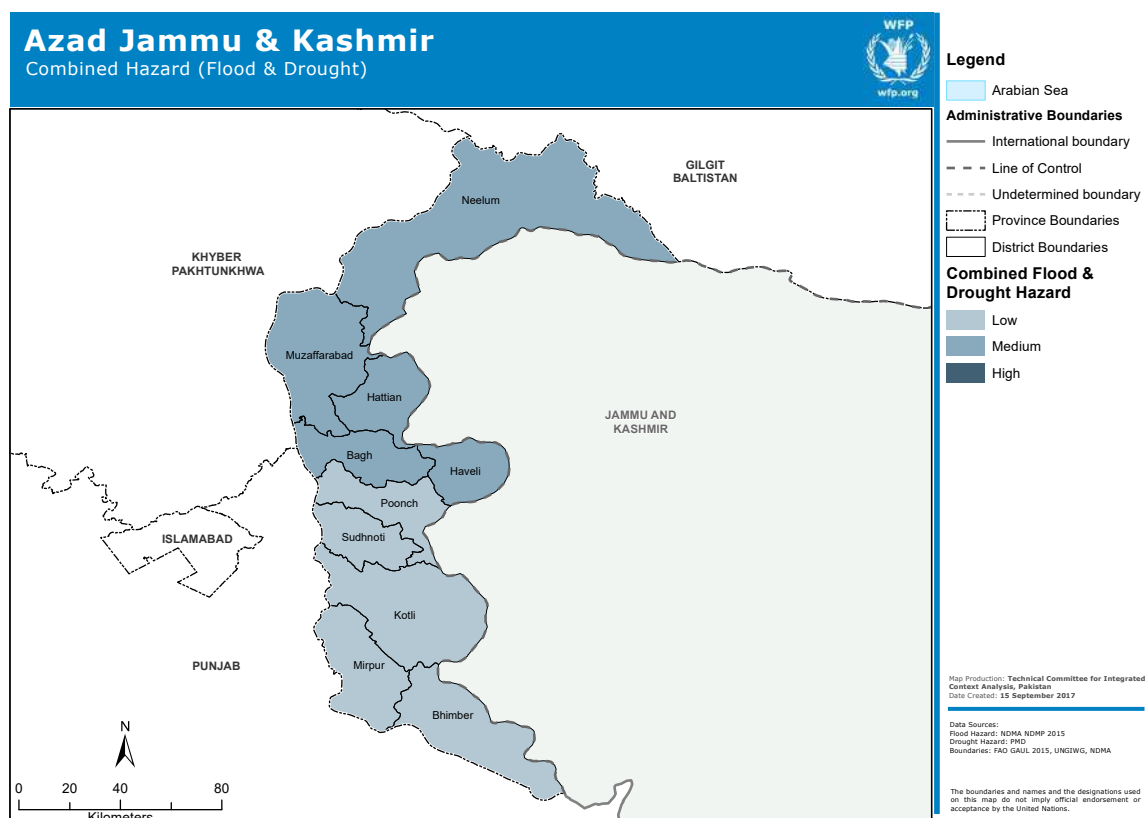 Azad Jammu & Kashmir
Combined Hazard (Flood & Drought)
WFP
wfp.org
GILGIT
BALTISTAN
Neelum
KHYBER
PAKHTUNKHWA
Muzaffarabad
Hattian
JAMMU AND
KASHMIR
Bagh
Haveli
Poonch
ISLAMABAD
Sudhnoti
Kotli
PUNJAB
Mirpur
Bhimber
N
0 20 40 80
Kilometers
Legend
Arabian Sea
Administrative Boundaries
International boundary
Line of Control
Undetermined boundary
Province Boundaries
District Boundaries
Combined Flood &
Drought Hazard
Low
Medium
High
Map Production: Technical Committee for Integrated
Context Analysis, Pakistan
Date Created: 15 September 2017
Data Sources:
Flood Hazard: NDMA NDMP 2015
Drought Hazard: PMD
Boundaries: FAO GAUL 2015, UNGIWG, NDMA
The boundaries and names and the designations used
on this map do not imply official endorsement or
acceptance by the United Nations.